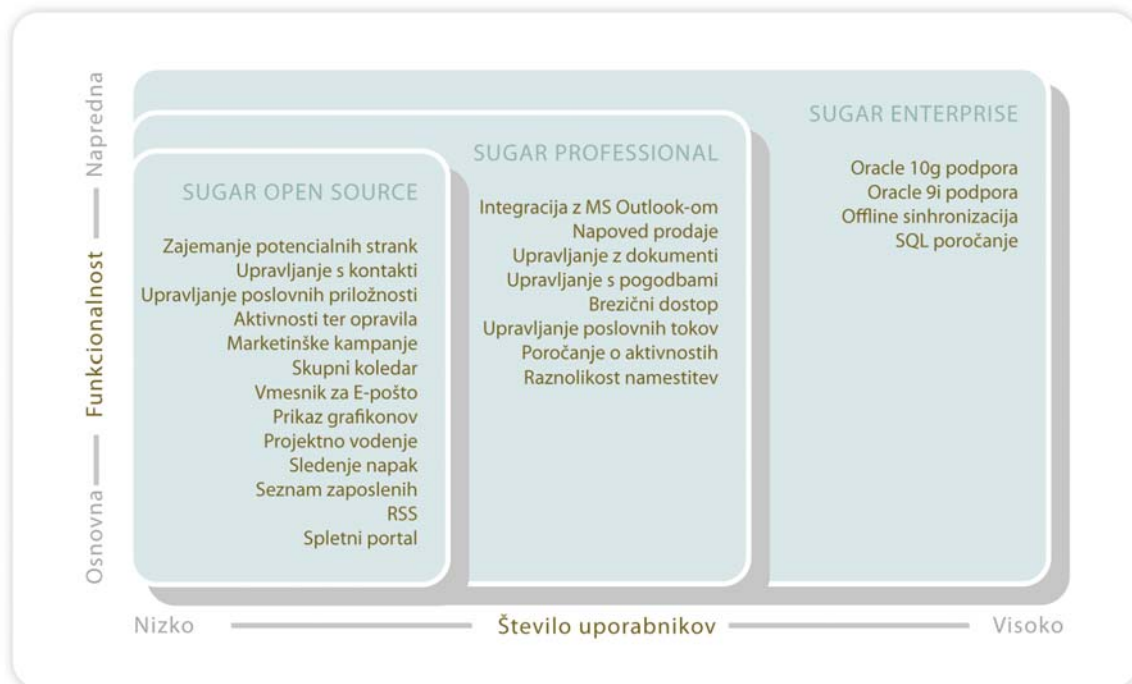 Napredna
Funkcionalnost
Osnovna
SUGAR OPEN SOURCE
Zajemanje potencialnih strank
Upravljanje s kontakti
Upravljanje poslovnih priložnosti
Aktivnosti ter opravila
Marketinške kampanje
Skupni koledar
Vmesnik za E-pošto
Prikaz grafikonov
Projektno vodenje
Sledenje napak
Seznam zaposlenih
RSS
Spletni portal
SUGAR PROFESSIONAL
Integracija z MS Outlook-om
Napoved prodaje
Upravljanje z dokumenti
Upravljanje s pogodbami
Brezični dostop
Upravljanje poslovnih tokov
Poročanje o aktivnostih
Raznolikost namestitev
SUGAR ENTERPRISE
Oracle 10g podpora
Oracle 9i podpora
Offline sinhronizacija
SQL poročanje
Nizko
Število uporabnikov
Visoko